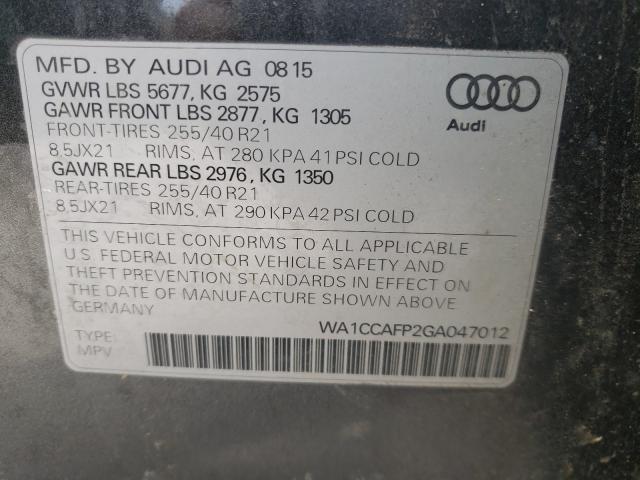 MFD. BY AUDI AG 08 15
GVWR LBS 5677, KG 2575
GAWR FRONT LBS 2877, KG 1305
FRONT-TIRES 255/40 R21
8,5JX21 RIMS, AT 280 KPA 41 PSI COLD
GAWR REAR LBS 2976, KG 1350
REAR-TIRES 255/40 R21
8,5JX21 RIMS, AT 290 KPA 42 PSI COLD
Audi
THIS VEHICLE CONFORMS TO ALL APPLICABLE
U.S. FEDERAL MOTOR VEHICLE SAFETY AND
THEFT PREVENTION STANDARDS IN EFFECT ON
THE DATE OF MANUFACTURE SHOWN ABOVE
GERMANY
WA1CCAFP2GA047012
TYPE:
MPV